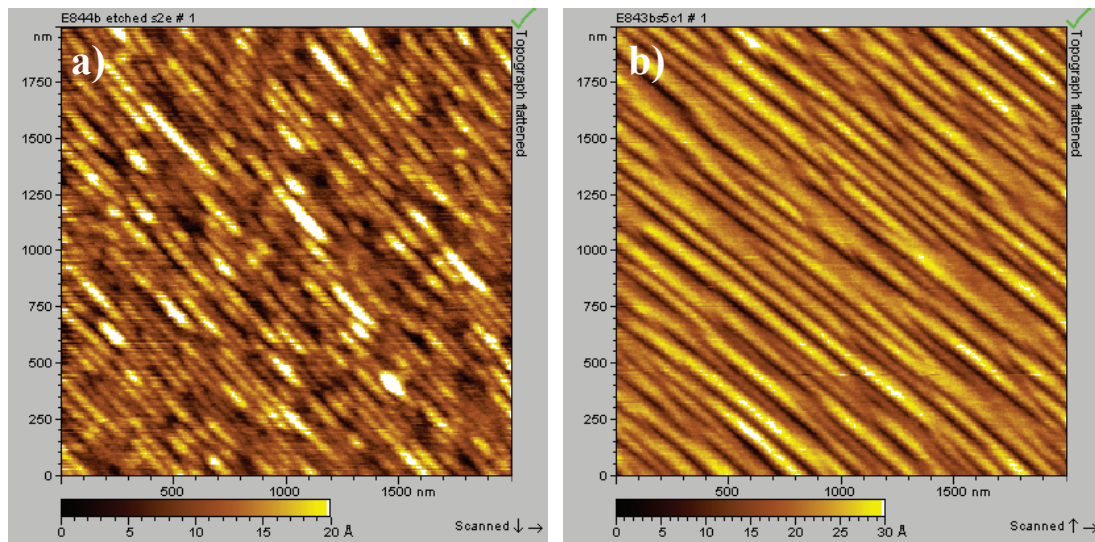 E844b etched s2e # 1
nm
a)
Topograph flattened
1750
1500
1250
1000
750
500
250
0
500
1000
1500 nm
0 5 10 15 20 Å
Scanned ↓ →
E843bs5c1 # 1
nm
b)
Topograph flattened
1750
1500
1250
1000
750
500
250
0
500
1000
1500 nm
0 5 10 15 20 25 30 Å
Scanned ↑ →